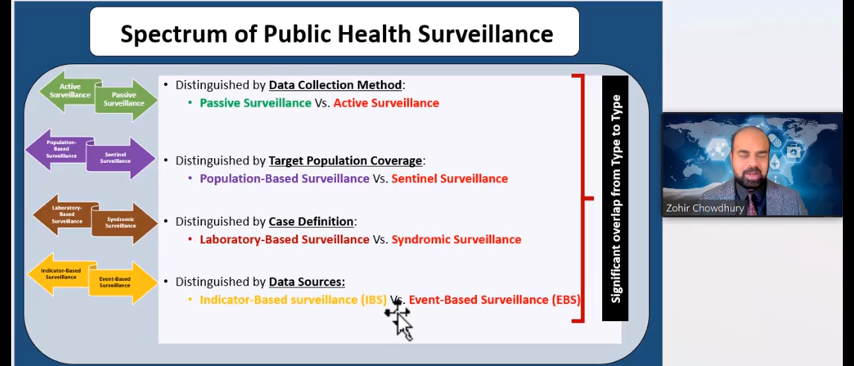 Spectrum of Public Health Surveillance
Active
Surveillance
Passive
Surveillance
• Distinguished by Data Collection Method:
• Passive Surveillance Vs. Active Surveillance
Population-
Based
Surveillance
Sentinel
Surveillance
• Distinguished by Target Population Coverage:
• Population-Based Surveillance Vs. Sentinel Surveillance
Laboratory-
Based
Surveillance
Syndromic
Surveillance
• Distinguished by Case Definition:
• Laboratory-Based Surveillance Vs. Syndromic Surveillance
Indicator-Based
Surveillance
Event-Based
Surveillance
• Distinguished by Data Sources:
• Indicator-Based surveillance (IBS) Vs. Event-Based Surveillance (EBS)
Significant overlap from Type to Type
Zohir Chowdhury